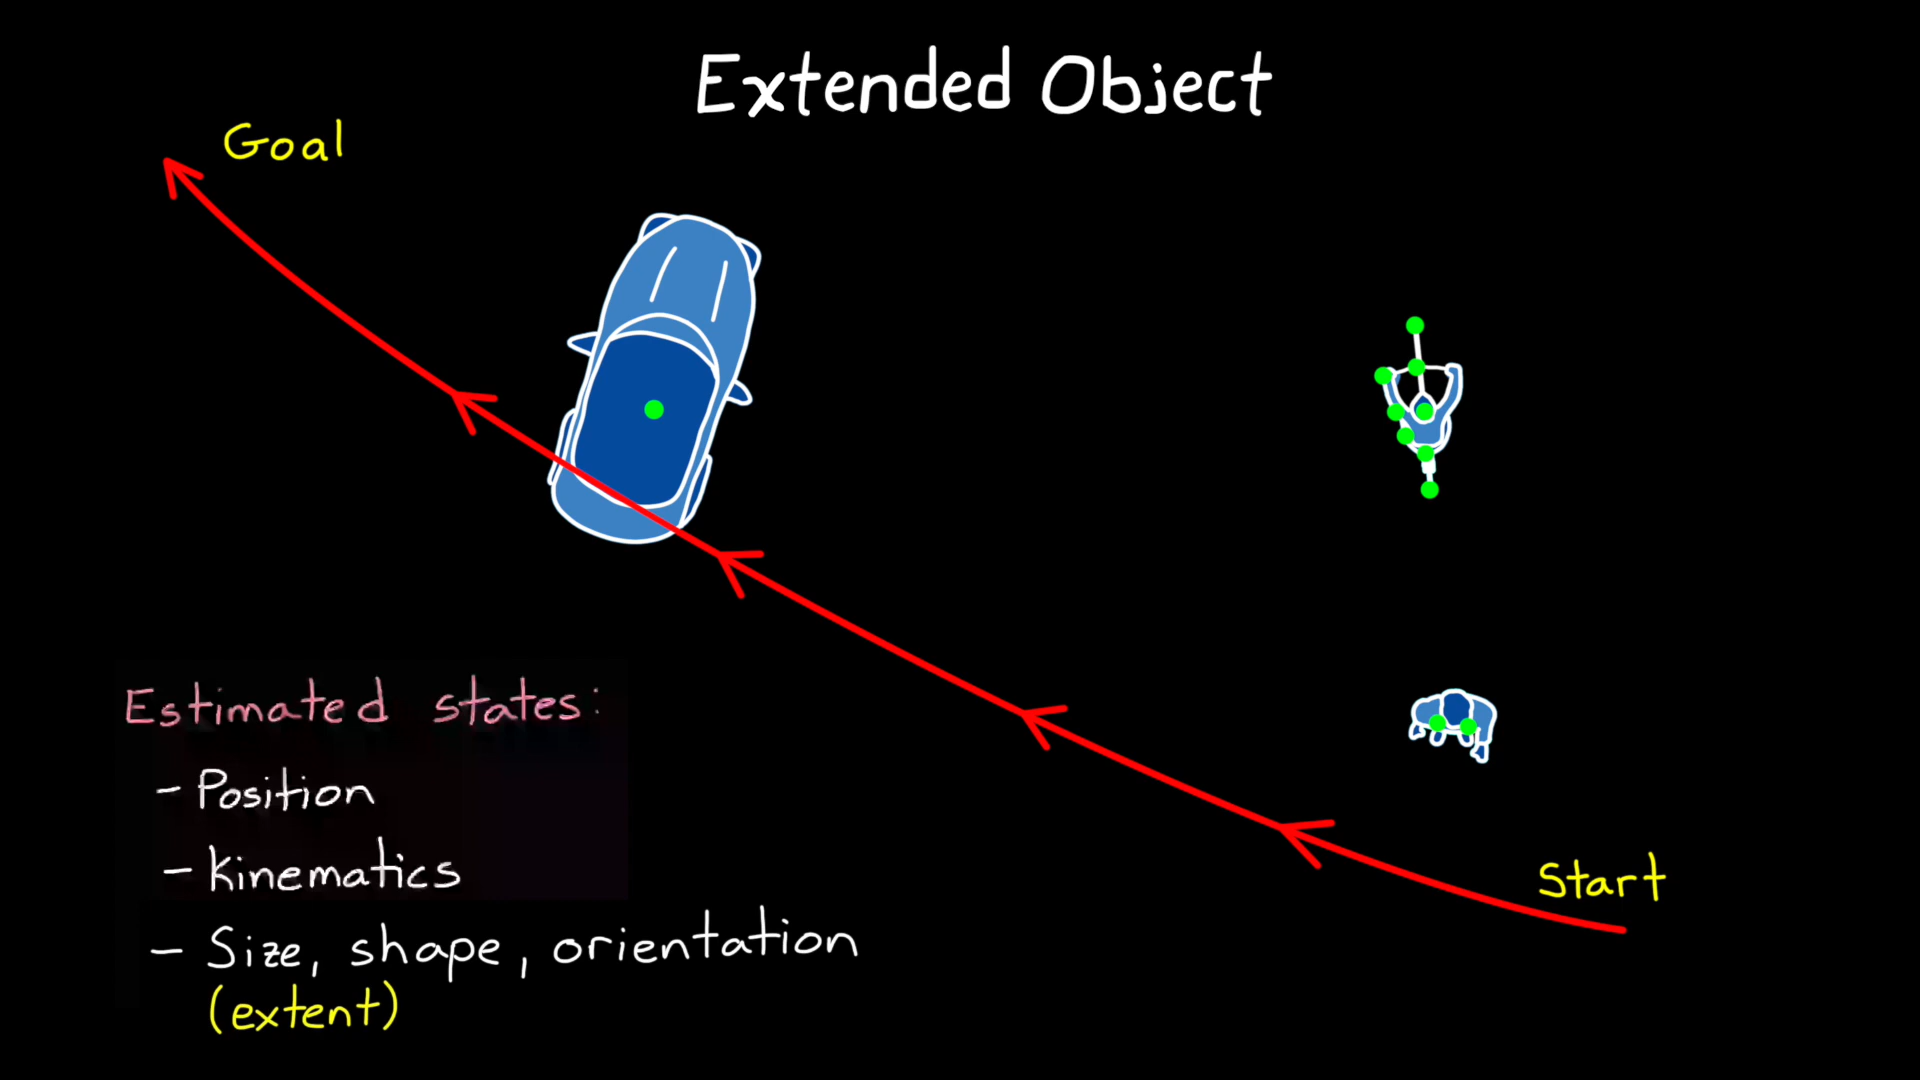 Extended Object
Goal
Estimated states:
- Position
- Kinematics
- Size, shape, orientation
(extent)
Start